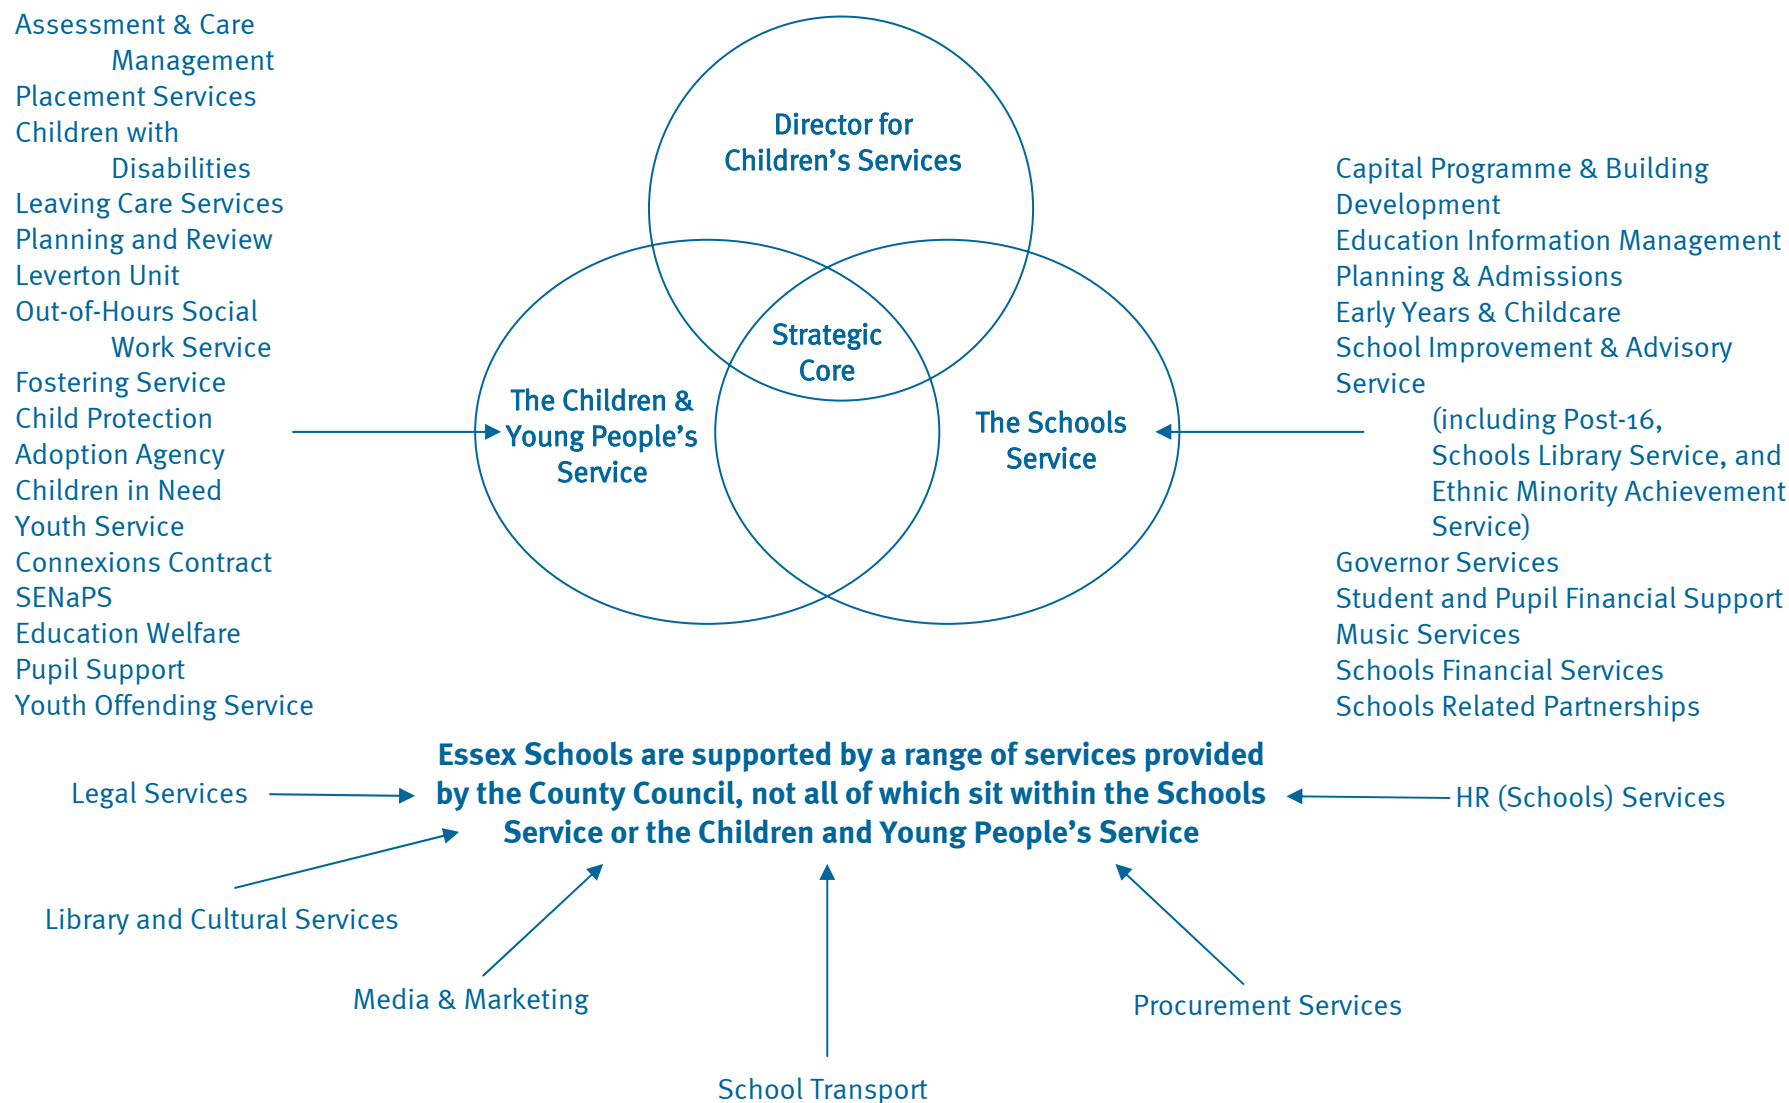 Assessment & Care
Management
Placement Services
Children with
Disabilities
Leaving Care Services
Planning and Review
Leverton Unit
Out-of-Hours Social
Work Service
Fostering Service
Child Protection
Adoption Agency
Children in Need
Youth Service
Connexions Contract
SENaPS
Education Welfare
Pupil Support
Youth Offending Service
Director for
Children’s Services
Strategic
Core
The Children &
Young People’s
Service
The Schools
Service
Capital Programme & Building
Development
Education Information Management
Planning & Admissions
Early Years & Childcare
School Improvement & Advisory
Service
(including Post-16,
Schools Library Service, and
Ethnic Minority Achievement
Service)
Governor Services
Student and Pupil Financial Support
Music Services
Schools Financial Services
Schools Related Partnerships
Essex Schools are supported by a range of services provided
by the County Council, not all of which sit within the Schools
Service or the Children and Young People’s Service
Legal Services
HR (Schools) Services
Library and Cultural Services
Media & Marketing
Procurement Services
School Transport